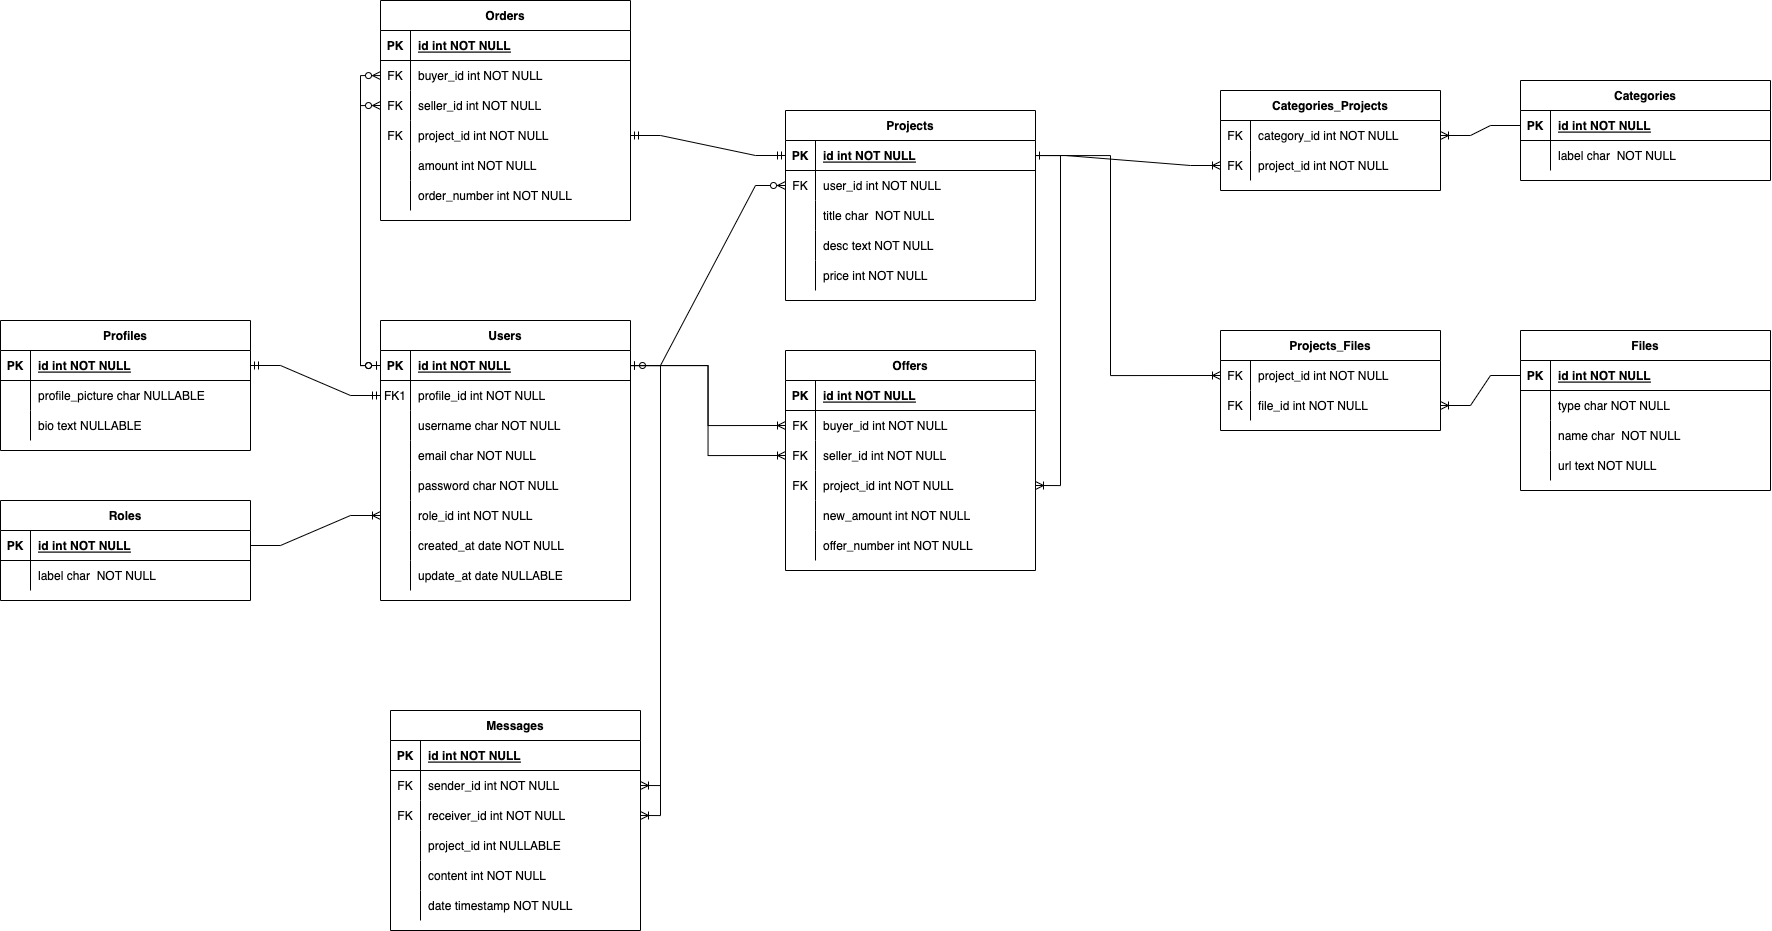 Orders
PK id int NOT NULL
FK buyer_id int NOT NULL
FK seller_id int NOT NULL
FK project_id int NOT NULL
amount int NOT NULL
order_number int NOT NULL
Projects
PK id int NOT NULL
FK user_id int NOT NULL
title char  NOT NULL
desc text NOT NULL
price int NOT NULL
Categories_Projects
FK category_id int NOT NULL
FK project_id int NOT NULL
Categories
PK id int NOT NULL
label char  NOT NULL
Profiles
PK id int NOT NULL
profile_picture char NULLABLE
bio text NULLABLE
Users
PK id int NOT NULL
FK1 profile_id int NOT NULL
username char NOT NULL
email char NOT NULL
password char NOT NULL
role_id int NOT NULL
created_at date NOT NULL
update_at date NULLABLE
Offers
PK id int NOT NULL
FK buyer_id int NOT NULL
FK seller_id int NOT NULL
FK project_id int NOT NULL
new_amount int NOT NULL
offer_number int NOT NULL
Projects_Files
FK project_id int NOT NULL
FK file_id int NOT NULL
Files
PK id int NOT NULL
type char NOT NULL
name char  NOT NULL
url text NOT NULL
Roles
PK id int NOT NULL
label char  NOT NULL
Messages
PK id int NOT NULL
FK sender_id int NOT NULL
FK receiver_id int NOT NULL
project_id int NULLABLE
content int NOT NULL
date timestamp NOT NULL